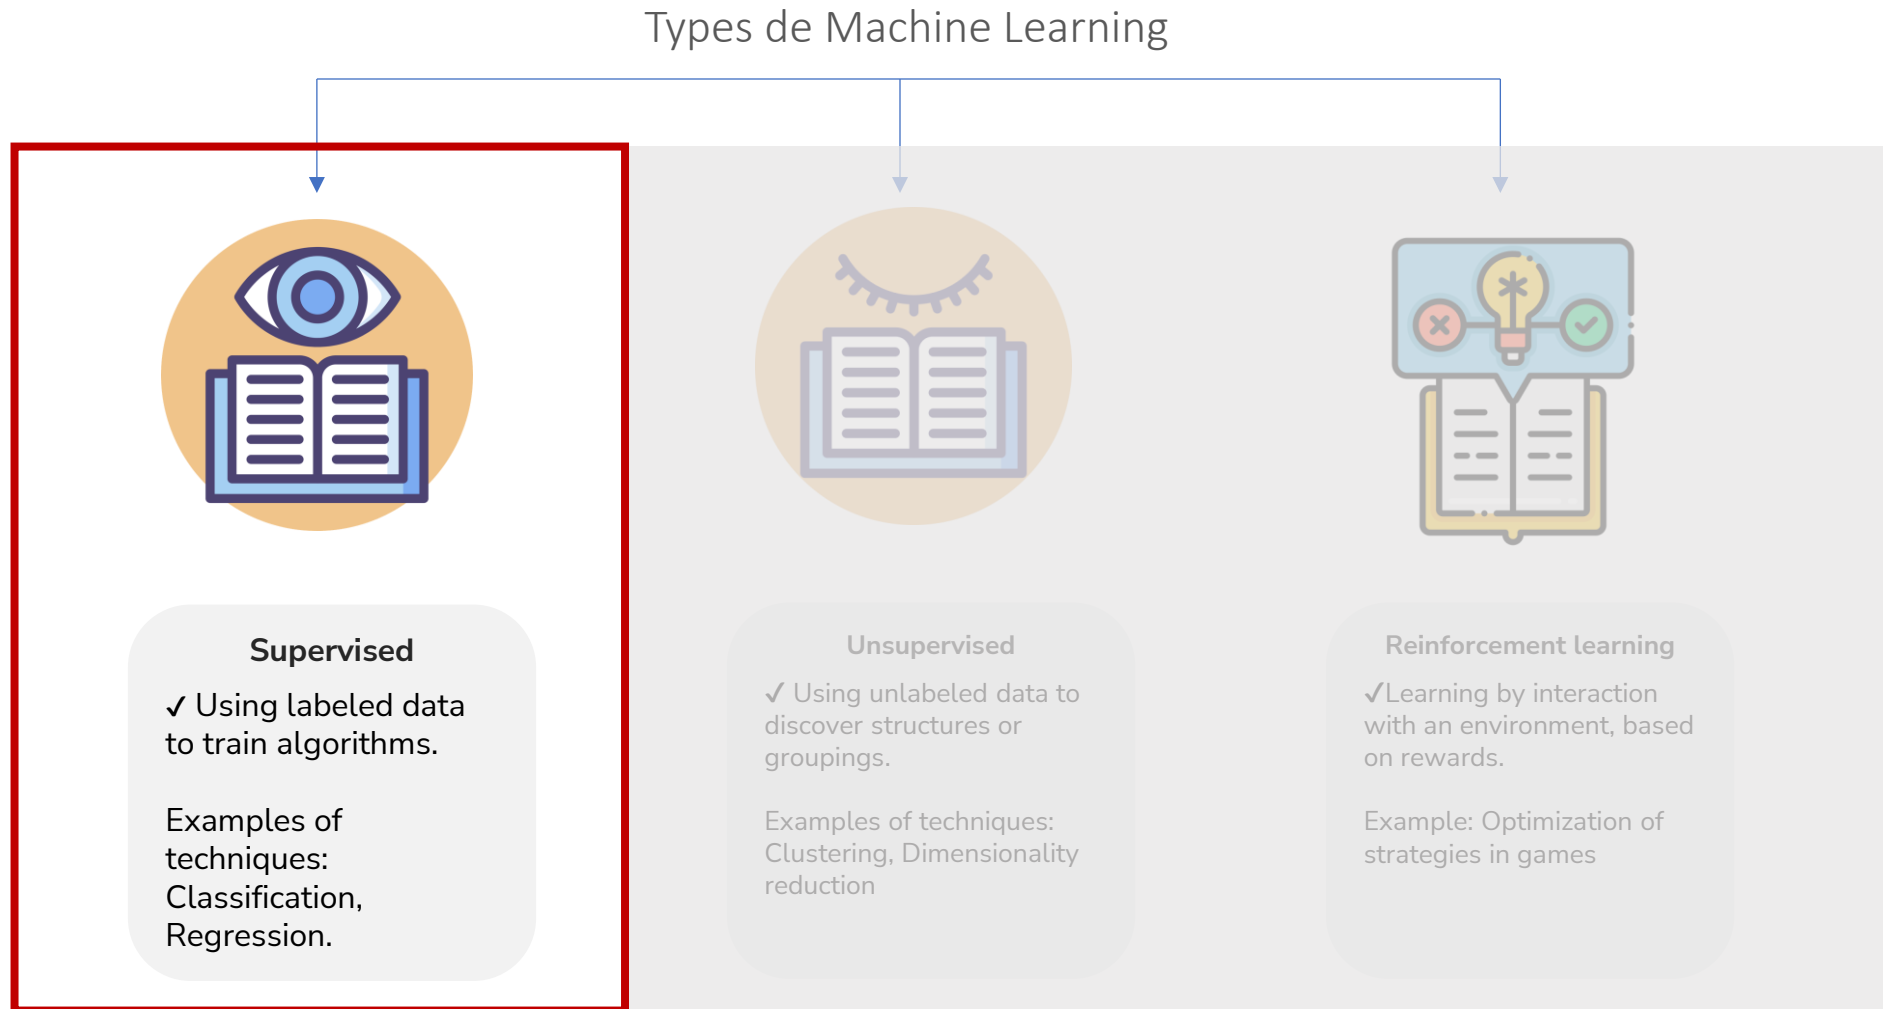 Types de Machine Learning
Supervised
✓ Using labeled data
to train algorithms.
Examples of
techniques:
Classification,
Regression.
Unsupervised
✓ Using unlabeled data to
discover structures or
groupings.
Examples of techniques:
Clustering, Dimensionality
reduction
Reinforcement learning
✓Learning by interaction
with an environment, based
on rewards.
Example: Optimization of
strategies in games